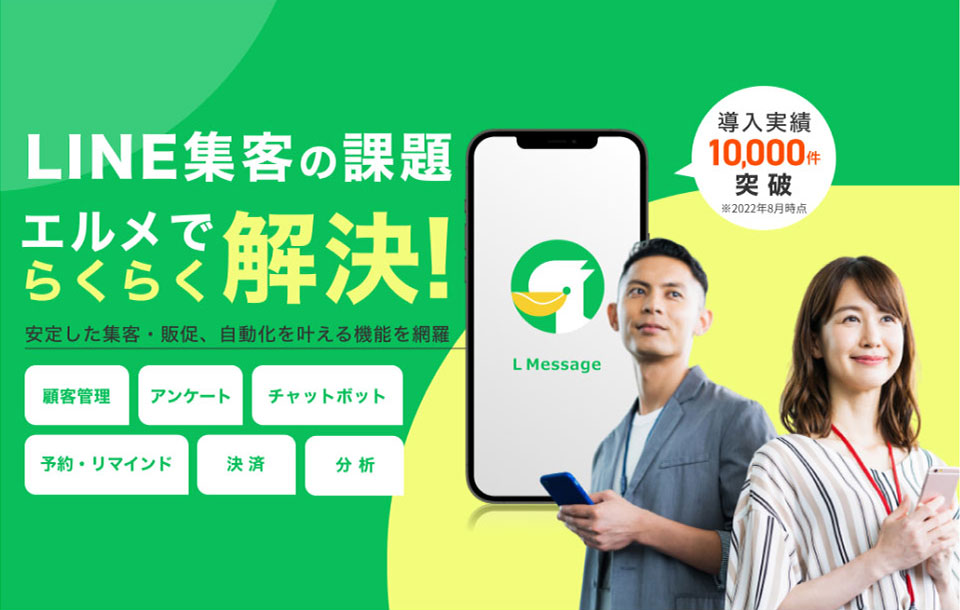 LINE集客の課題
エルメで
らくらく解決!
安定した集客・販促、自動化を叶える機能を網羅
顧客管理
アンケート
チャットボット
予約・リマインド
決済
分析
導入実績
10,000件
突破
※2022年8月時点
L Message